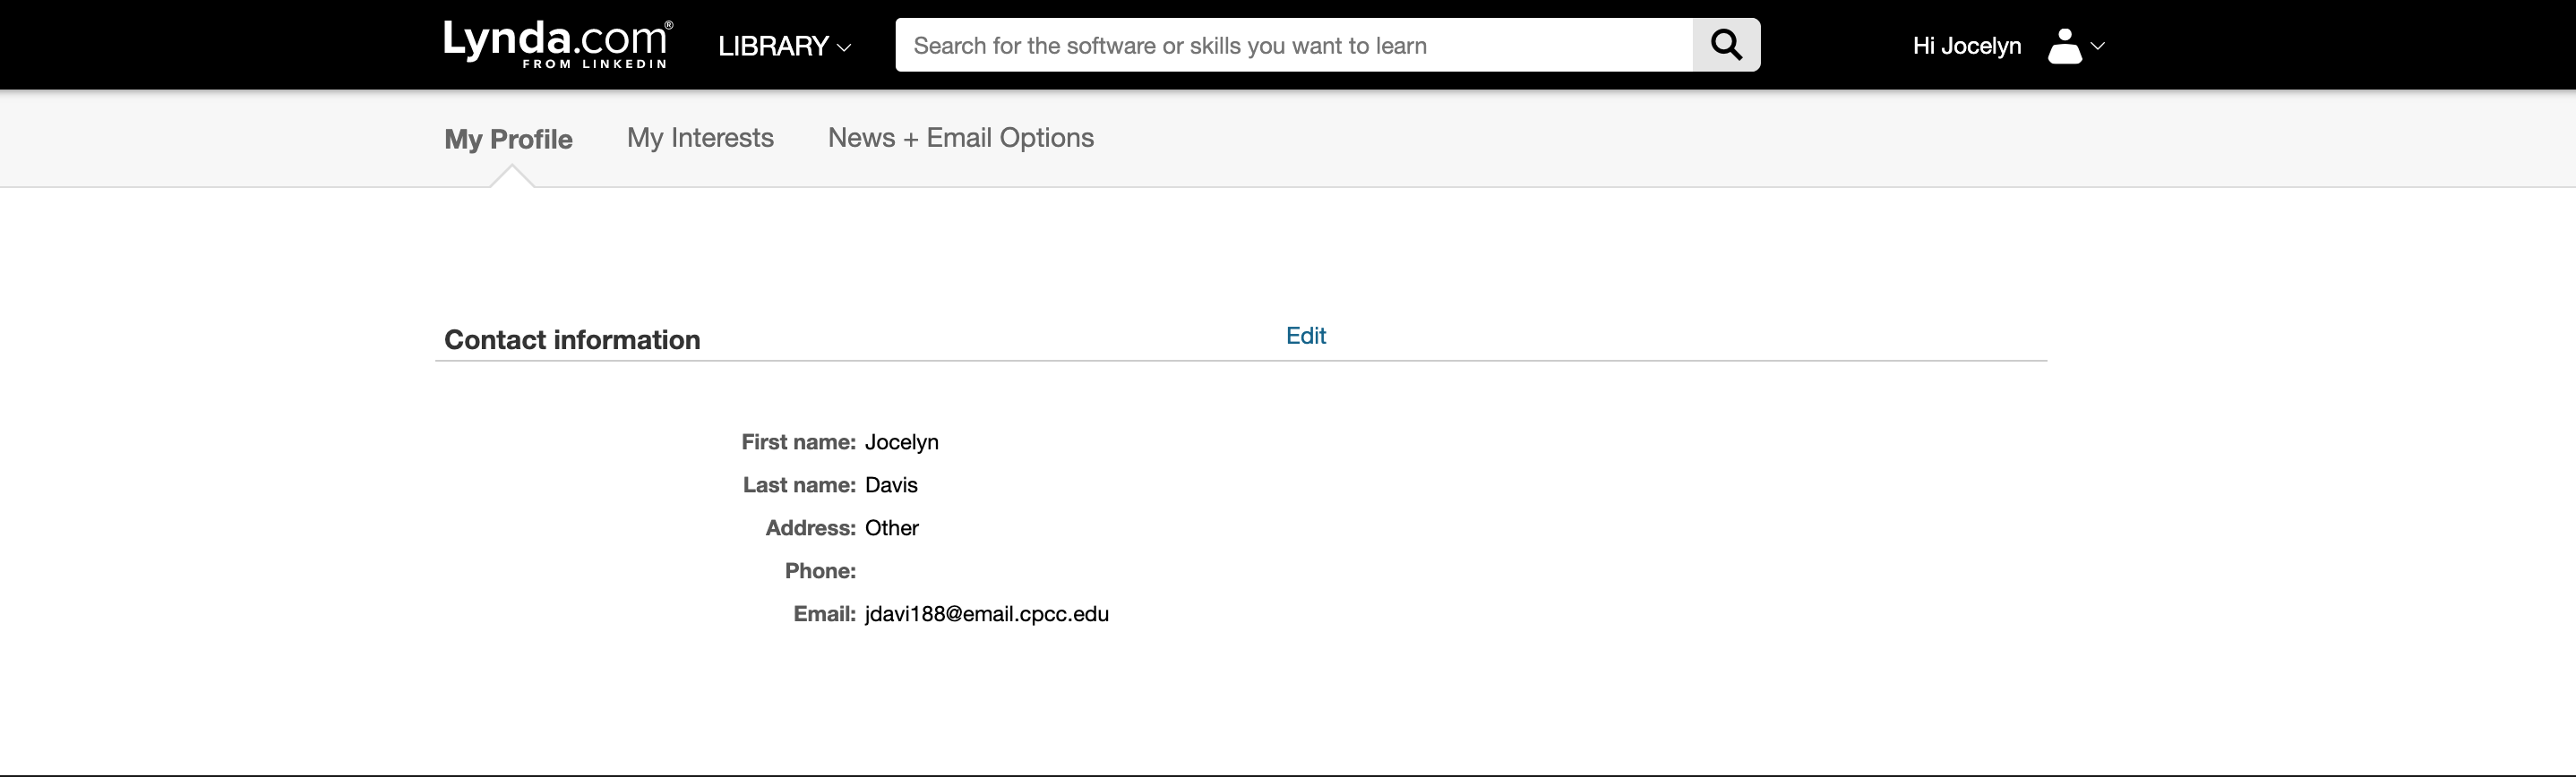 Lynda.com®
FROM LINKEDIN
LIBRARY
Search for the software or skills you want to learn
Hi Jocelyn
My Profile My Interests News + Email Options
Contact information Edit
First name: Jocelyn
Last name: Davis
Address: Other
Phone:
Email: jdavi188@email.cpcc.edu